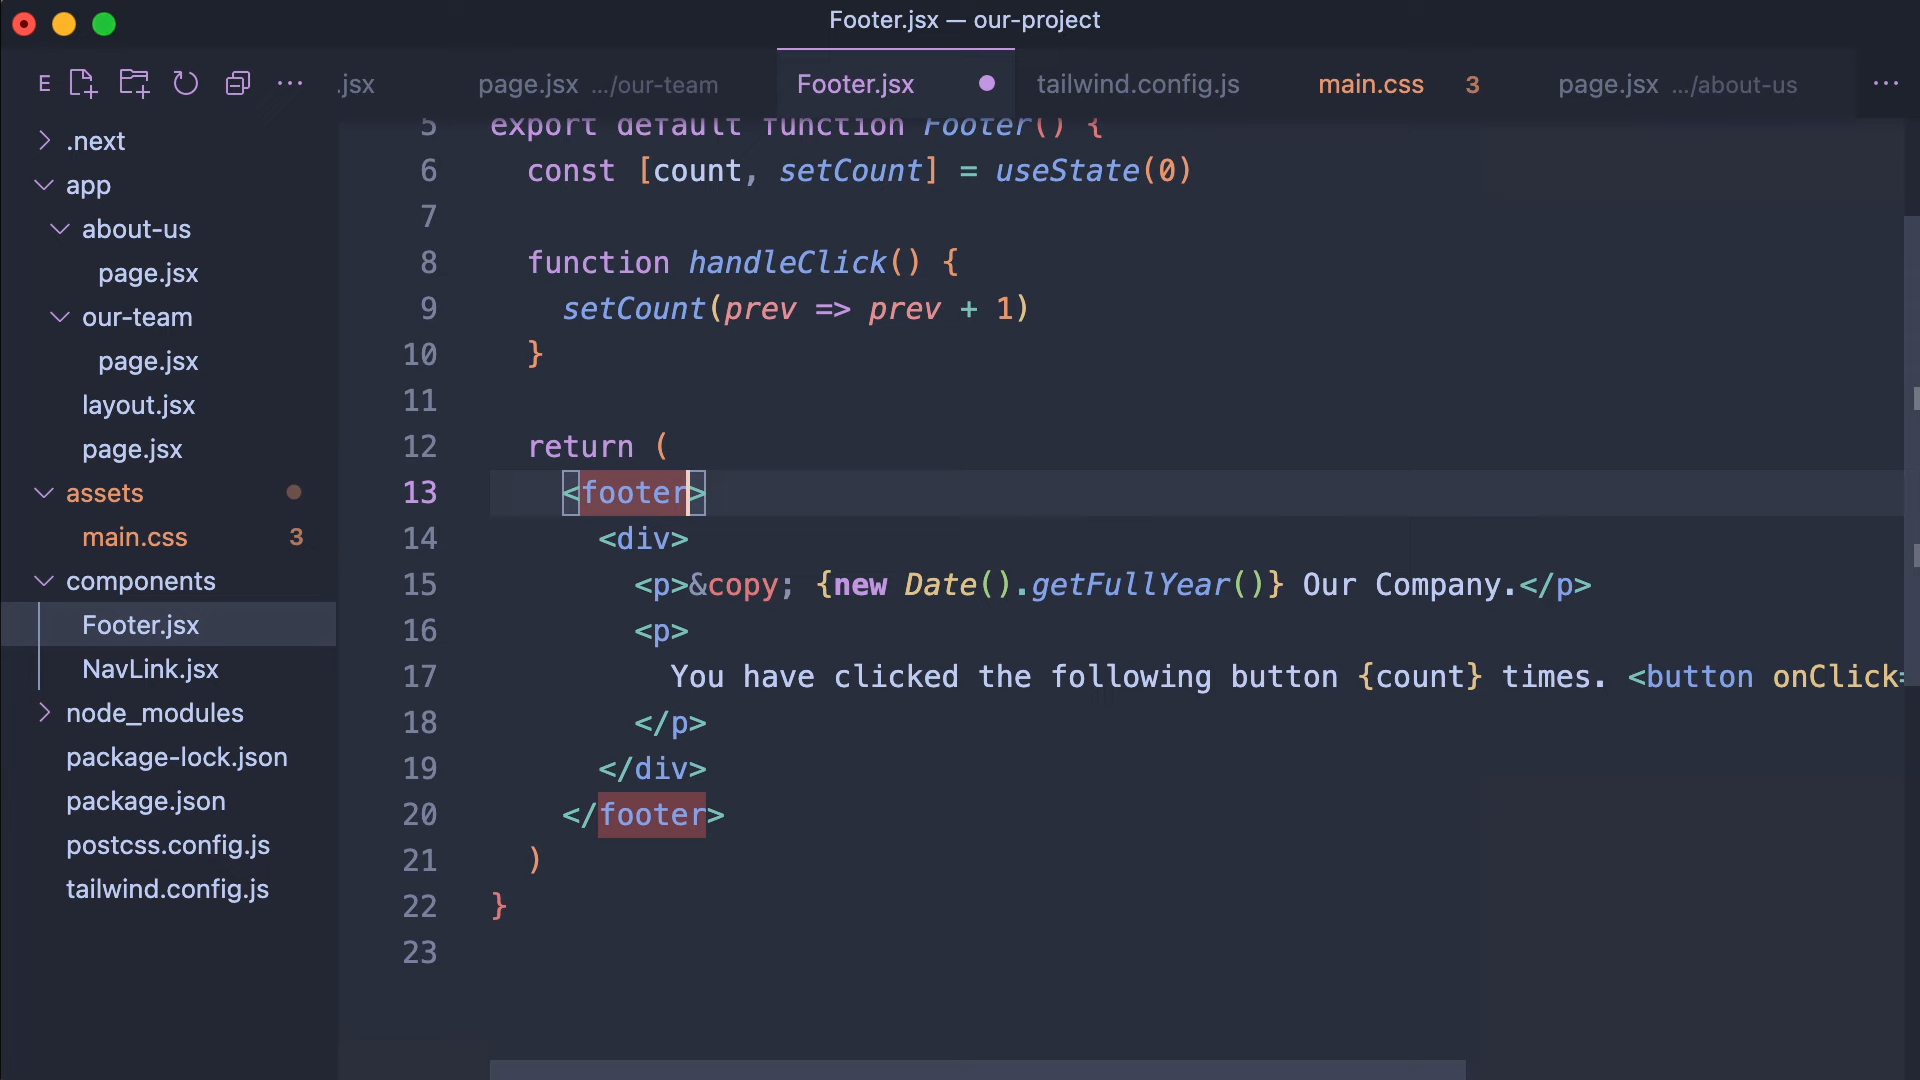 Footer.jsx — our-project
E
.jsx
page.jsx .../our-team
Footer.jsx
tailwind.config.js
main.css 3
page.jsx .../about-us
.next
app
about-us
page.jsx
our-team
page.jsx
layout.jsx
page.jsx
assets
main.css 3
components
Footer.jsx
NavLink.jsx
node_modules
package-lock.json
package.json
postcss.config.js
tailwind.config.js
5 export default function Footer() {
6 const [count, setCount] = useState(0)
7
8 function handleClick() {
9 setCount(prev => prev + 1)
10 }
11
12 return (
13 <footer>
14 <div>
15 <p>&copy; {new Date().getFullYear()} Our Company.</p>
16 <p>
17 You have clicked the following button {count} times. <button onClick=
18 </p>
19 </div>
20 </footer>
21 )
22 }
23